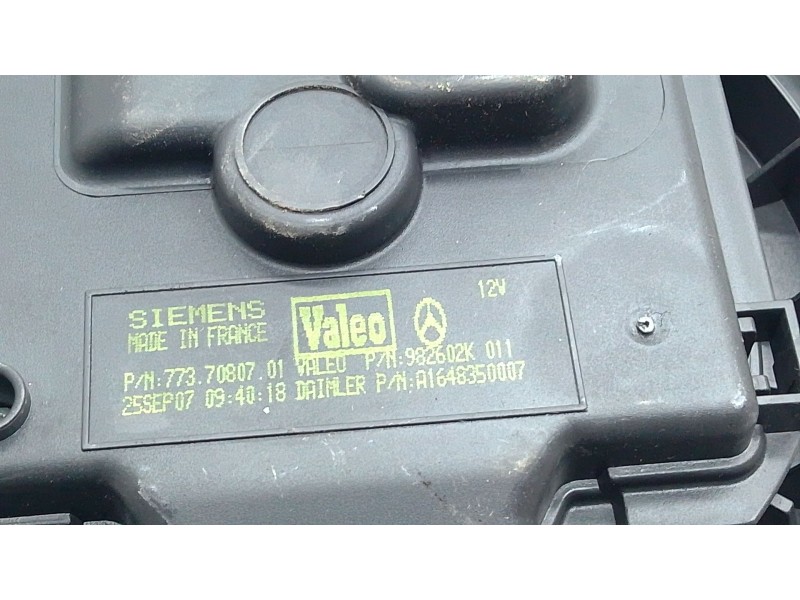 SIEMENS Valeo 12V
MADE IN FRANCE
P/N:773.70807.01 VALEO P/N:982602K 011
25SEP07 09:40:18 DAIMLER P/N:A1648350007